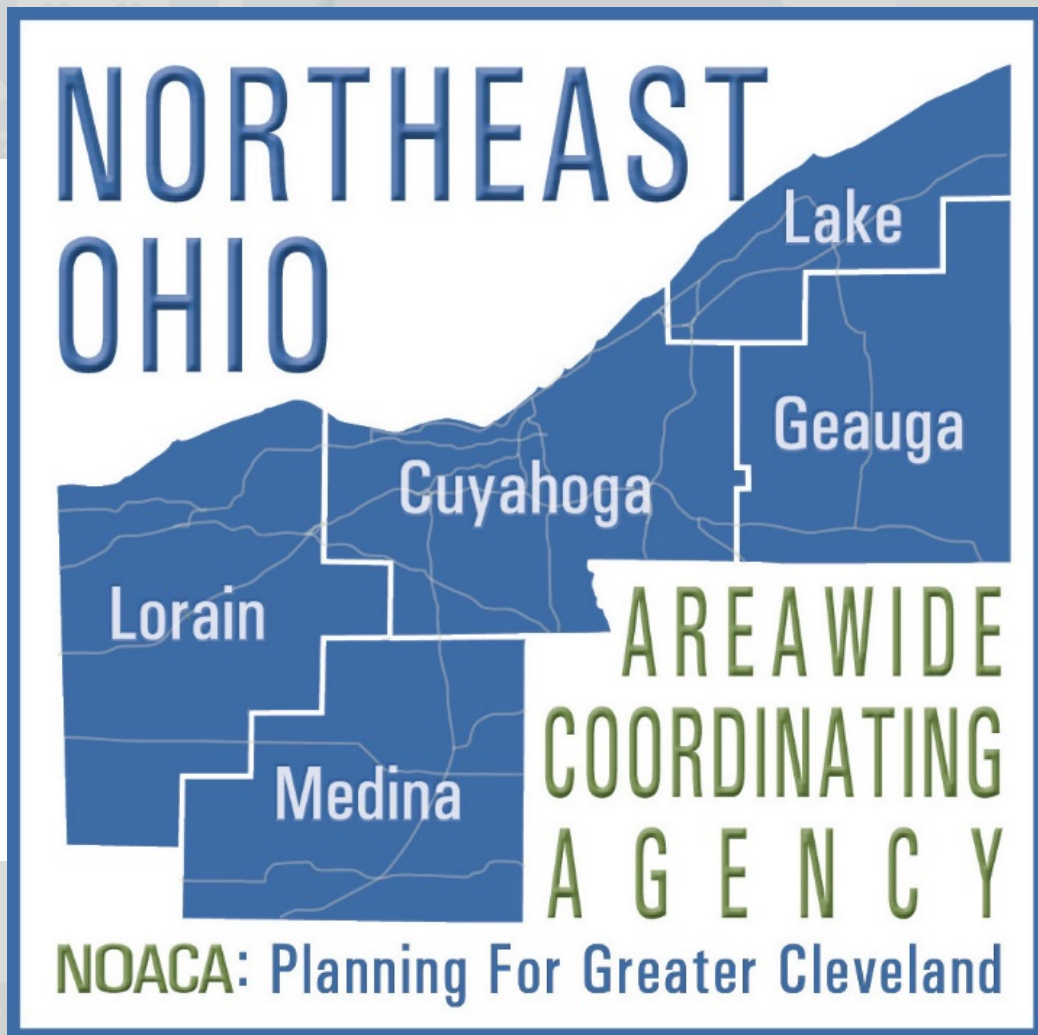 NORTHEAST
OHIO
Lake
Geauga
Cuyahoga
Lorain
Medina
AREAWIDE
COORDINATING
AGENCY
NOACA: Planning For Greater Cleveland